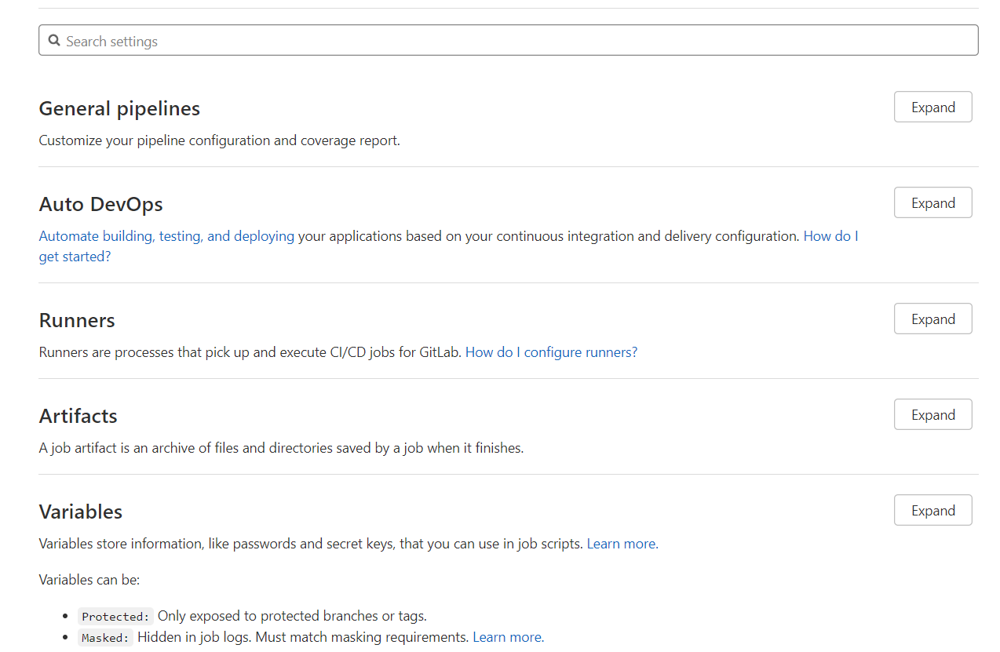 Search settings
General pipelines
Expand
Customize your pipeline configuration and coverage report.
Auto DevOps
Expand
Automate building, testing, and deploying your applications based on your continuous integration and delivery configuration. How do I
get started?
Runners
Expand
Runners are processes that pick up and execute CI/CD jobs for GitLab. How do I configure runners?
Artifacts
Expand
A job artifact is an archive of files and directories saved by a job when it finishes.
Variables
Expand
Variables store information, like passwords and secret keys, that you can use in job scripts. Learn more.
Variables can be:
• Protected: Only exposed to protected branches or tags.
• Masked: Hidden in job logs. Must match masking requirements. Learn more.